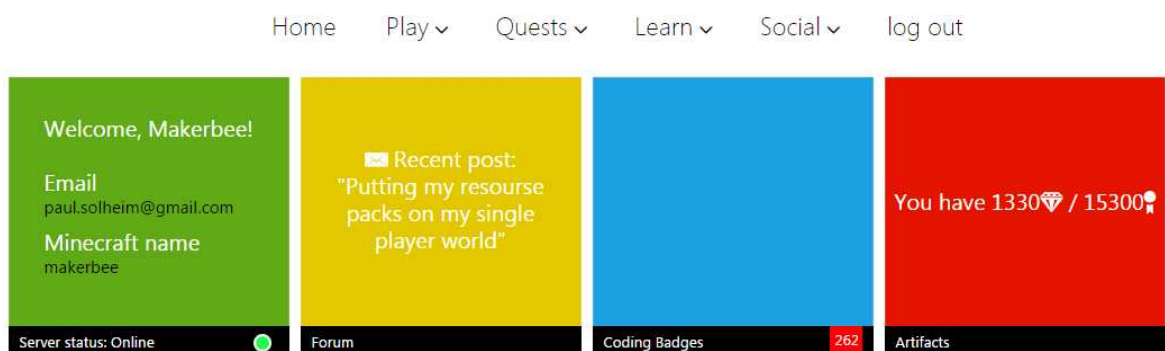 Home Play Quests Learn Social log out
Welcome, Makerbee!
Email
paul.solheim@gmail.com
Minecraft name
makerbee
Server status: Online
Recent post:
"Putting my resourse
packs on my single
player world"
Forum
Coding Badges 262
You have 1330 / 15300
Artifacts